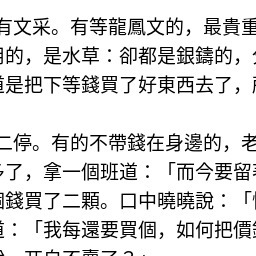 有文采。有等龍鳳文的，最貴重
用的，是水草：卻都是銀鑄的，分
道是把下等錢買了好東西去了，
二停。有的不帶錢在身邊的，老
多了，拿一個班道：「而今要留著
個錢買了二顆。口中曉曉說：「
道：「我每還要買個，如何把價錢